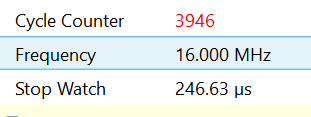 Cycle Counter 3946
Frequency 16.000 MHz
Stop Watch 246.63 µs